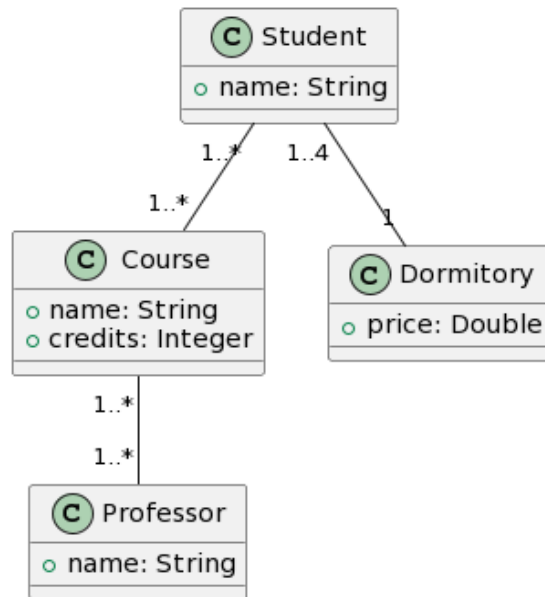 C Student
name: String
1..*
1..4
1..*
1
C Course
name: String
credits: Integer
C Dormitory
price: Double
1..*
1..*
C Professor
name: String